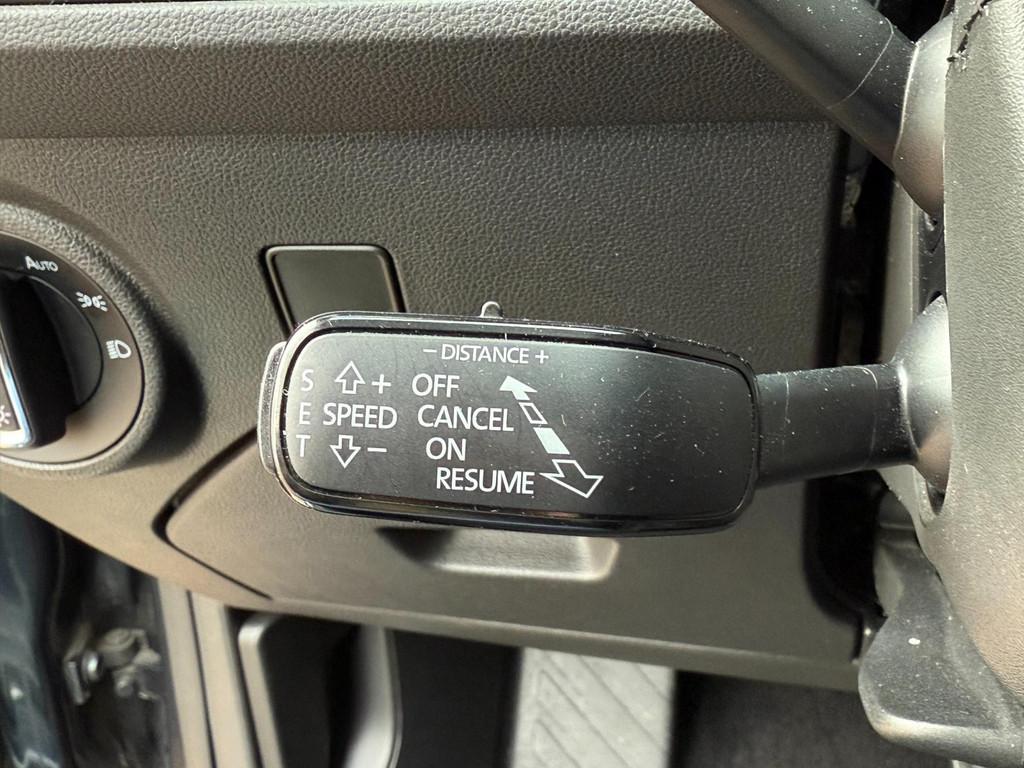 AUTO
− DISTANCE +
S + OFF
E SPEED CANCEL
T − ON
RESUME